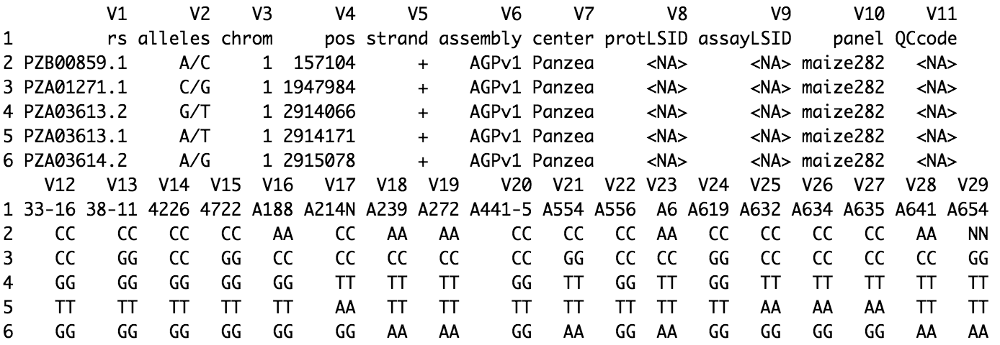 V1 V2 V3 V4 V5 V6 V7 V8 V9 V10 V11
1 rs alleles chrom pos strand assembly center protLSID assayLSID panel QCcode
2 PZB00859.1 A/C 1 157104 + AGPv1 Panzea <NA> <NA> maize282 <NA>
3 PZA01271.1 C/G 1 1947984 + AGPv1 Panzea <NA> <NA> maize282 <NA>
4 PZA03613.2 G/T 1 2914066 + AGPv1 Panzea <NA> <NA> maize282 <NA>
5 PZA03613.1 A/T 1 2914171 + AGPv1 Panzea <NA> <NA> maize282 <NA>
6 PZA03614.2 A/G 1 2915078 + AGPv1 Panzea <NA> <NA> maize282 <NA>
V12 V13 V14 V15 V16 V17 V18 V19 V20 V21 V22 V23 V24 V25 V26 V27 V28 V29
1 33-16 38-11 4226 4722 A188 A214N A239 A272 A441-5 A554 A556 A6 A619 A632 A634 A635 A641 A654
2 CC CC CC CC AA CC AA AA CC CC CC AA CC CC CC CC AA NN
3 CC GG CC GG CC CC CC CC CC GG CC CC GG CC CC CC CC GG
4 GG GG GG GG GG TT TT TT GG TT GG TT GG TT TT TT TT TT
5 TT TT TT TT TT AA TT TT TT TT TT TT TT AA AA AA TT TT
6 GG GG GG GG GG GG AA AA GG AA GG AA GG GG GG GG AA AA